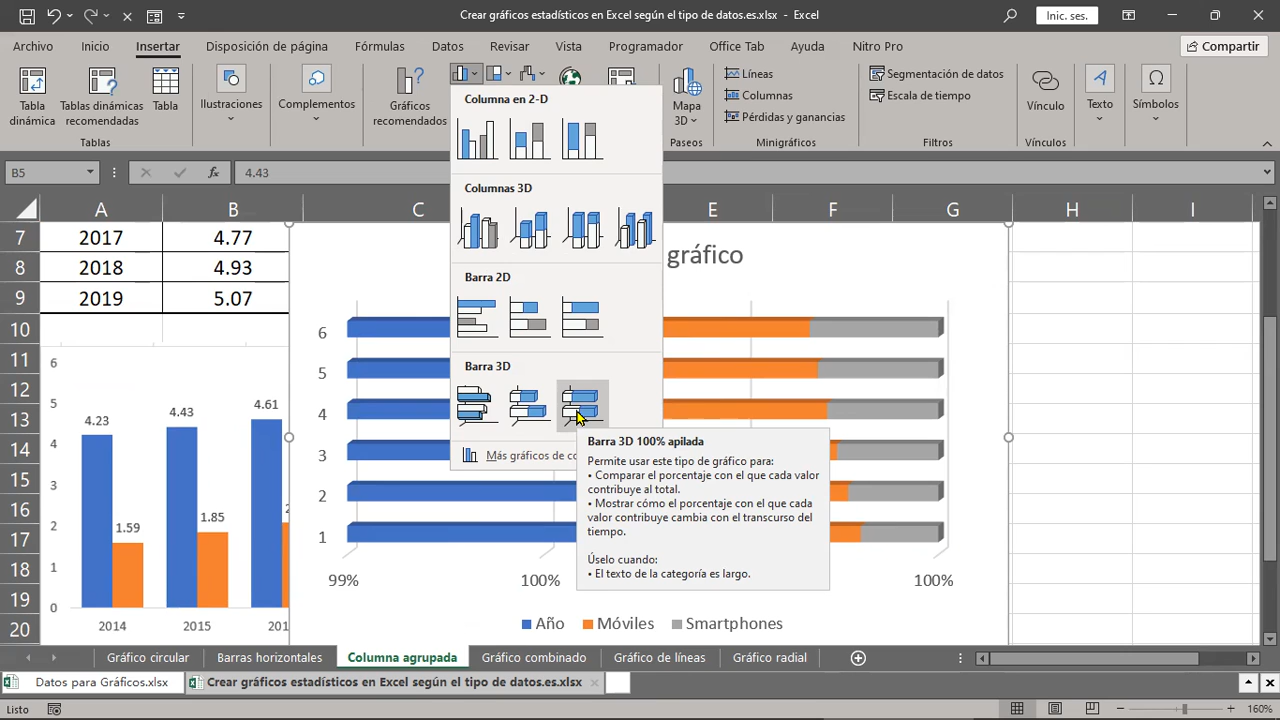 Crear gráficos estadísticos en Excel según el tipo de datos.es.xlsx - Excel
Inic. ses.
Archivo Inicio Insertar Disposición de página Fórmulas Datos Revisar Vista Programador Office Tab Ayuda Nitro Pro
Compartir
Tabla dinámica
Tablas dinámicas recomendadas
Tabla
Tablas
Ilustraciones
Complementos
Gráficos recomendados
Mapa 3D
Paseos
Líneas
Columnas
Pérdidas y ganancias
Minigráficos
Segmentación de datos
Escala de tiempo
Filtros
Vínculo
Vínculos
Texto
Símbolos
Columna en 2-D
Columnas 3D
Barra 2D
Barra 3D
Más gráficos de co
B5
fx
4.43
A B C E F G H I
7 2017 4.77
8 2018 4.93
9 2019 5.07
10
11
12
13
14
15
16
17
18
19
20
gráfico
6
5
4
3
2
1
99% 100% 100%
Año Móviles Smartphones
6
5
4
3
2
1
0
4.23 4.43 4.61
1.59 1.85
2014 2015 201
Barra 3D 100% apilada
Permite usar este tipo de gráfico para:
• Comparar el porcentaje con el que cada valor
contribuye al total.
• Mostrar cómo el porcentaje con el que cada
valor contribuye cambia con el transcurso del
tiempo.
Úselo cuando:
• El texto de la categoría es largo.
Gráfico circular Barras horizontales Columna agrupada Gráfico combinado Gráfico de líneas Gráfico radial
Datos para Gráficos.xlsx Crear gráficos estadísticos en Excel según el tipo de datos.es.xlsx
Listo
160%